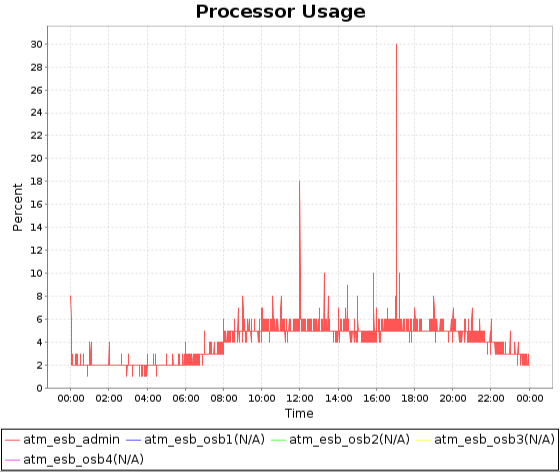 Processor Usage
30
28
26
24
22
20
18
16
14
12
10
8
6
4
2
0
Percent
00:00 02:00 04:00 06:00 08:00 10:00 12:00 14:00 16:00 18:00 20:00 22:00 00:00
Time
atm_esb_admin atm_esb_osb1(N/A) atm_esb_osb2(N/A) atm_esb_osb3(N/A)
atm_esb_osb4(N/A)